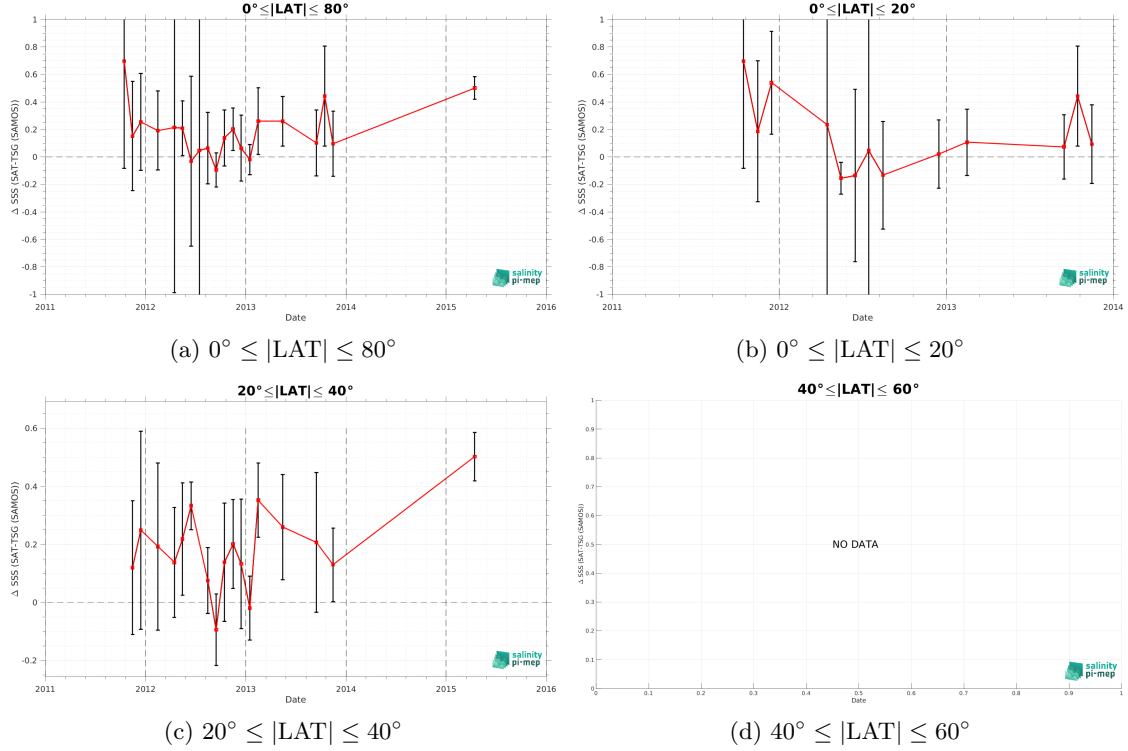 0°≤|LAT|≤ 80°
Δ SSS (SAT-TSG (SAMOS))
1
0.8
0.6
0.4
0.2
0
-0.2
-0.4
-0.6
-0.8
-1
2011 2012 2013 2014 2015 2016
Date
salinity
pi-mep
(a) 0° ≤ |LAT| ≤ 80°
0°≤|LAT|≤ 20°
Δ SSS (SAT-TSG (SAMOS))
1
0.8
0.6
0.4
0.2
0
-0.2
-0.4
-0.6
-0.8
-1
2011 2012 2013 2014
Date
salinity
pi-mep
(b) 0° ≤ |LAT| ≤ 20°
20°≤|LAT|≤ 40°
Δ SSS (SAT-TSG (SAMOS))
0.6
0.4
0.2
0
-0.2
2011 2012 2013 2014 2015 2016
Date
salinity
pi-mep
(c) 20° ≤ |LAT| ≤ 40°
40°≤|LAT|≤ 60°
Δ SSS (SAT-TSG (SAMOS))
1
0.9
0.8
0.7
0.6
0.5
0.4
0.3
0.2
0.1
0
NO DATA
0 0.1 0.2 0.3 0.4 0.5 0.6 0.7 0.8 0.9 1
Date
salinity
pi-mep
(d) 40° ≤ |LAT| ≤ 60°